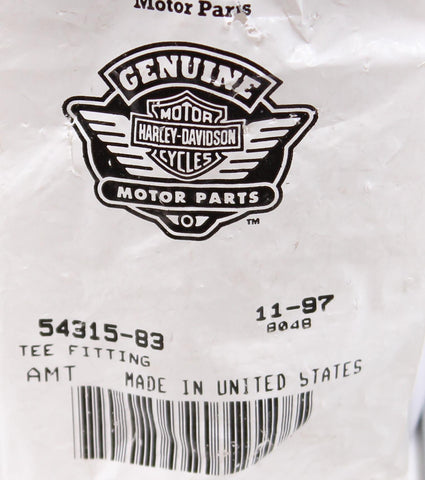 Motor Parts
GENUINE
MOTOR
HARLEY-DAVIDSON
CYCLES
MOTOR PARTS
TM
54315-83
11-97
8048
TEE FITTING
AMT MADE IN UNITED STATES